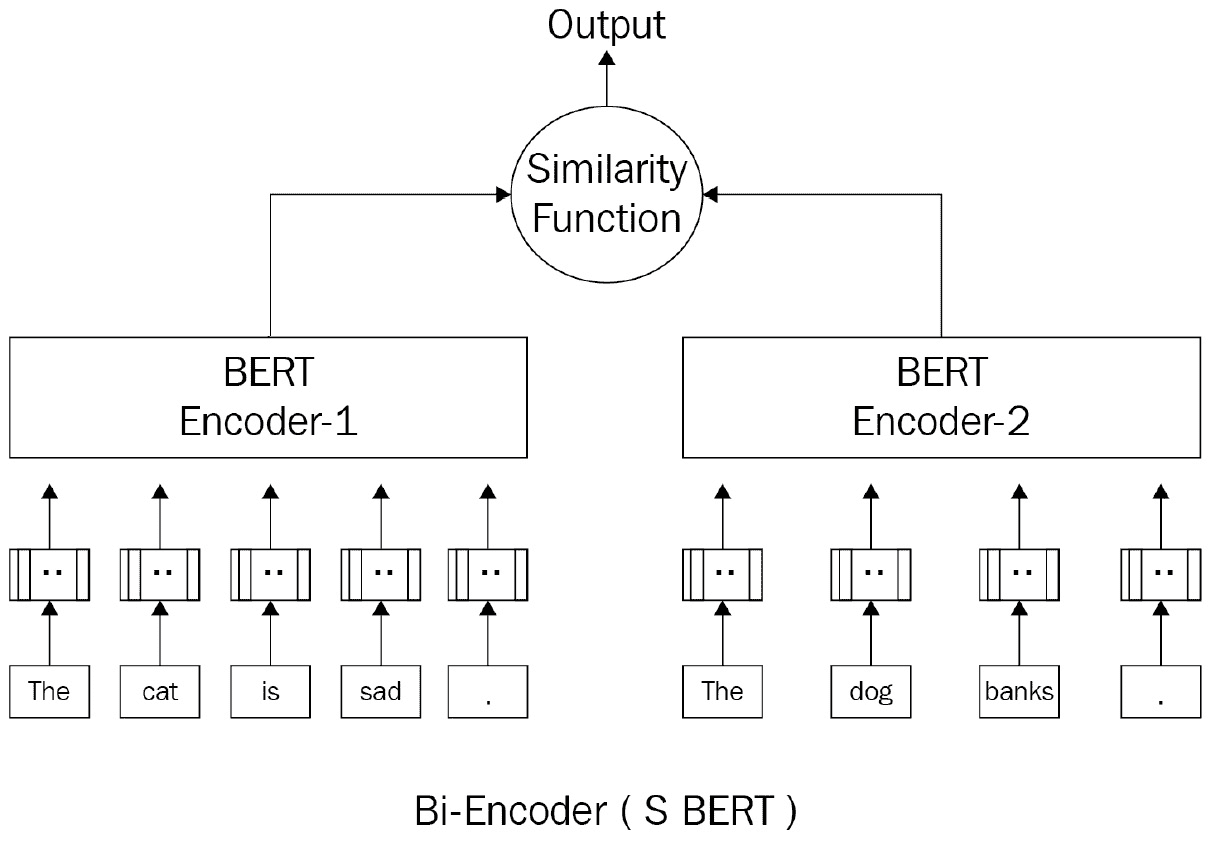 Output
Similarity
Function
BERT
Encoder-1
BERT
Encoder-2
.. .. .. .. .. .. .. .. ..
The cat is sad . The dog banks .
Bi-Encoder ( S BERT )